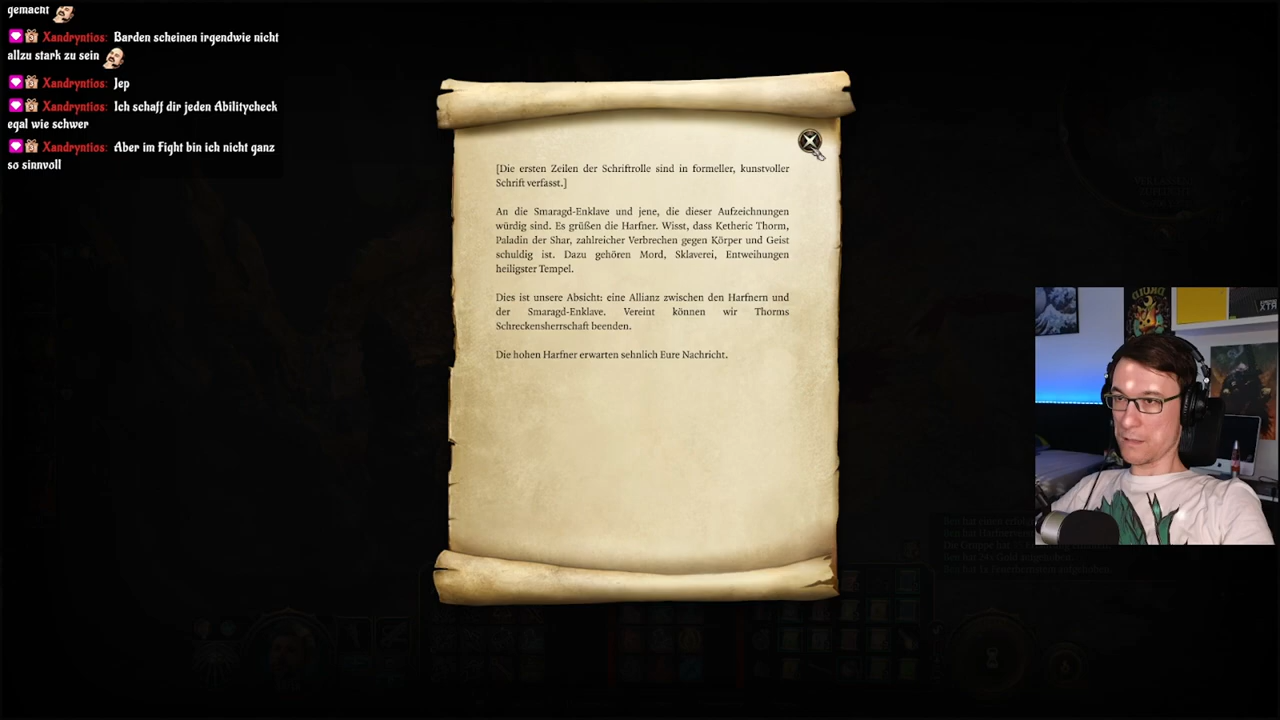 gemacht
Xandryntios: Barden scheinen irgendwie nicht
allzu stark zu sein
Xandryntios: Jep
Xandryntios: Ich schaff dir jeden Abilitycheck
egal wie schwer
Xandryntios: Aber im Fight bin ich nicht ganz
so sinnvoll
[Die ersten Zeilen der Schriftrolle sind in formeller, kunstvoller
Schrift verfasst.]
An die Smaragd-Enklave und jene, die dieser Aufzeichnungen
würdig sind. Es grüßen die Harfner. Wisst, dass Ketheric Thorm,
Paladin der Shar, zahlreicher Verbrechen gegen Körper und Geist
schuldig ist. Dazu gehören Mord, Sklaverei, Entweihungen
heiligster Tempel.
Dies ist unsere Absicht: eine Allianz zwischen den Harfnern und
der Smaragd-Enklave. Vereint können wir Thorms
Schreckensherrschaft beenden.
Die hohen Harfner erwarten sehnlich Eure Nachricht.